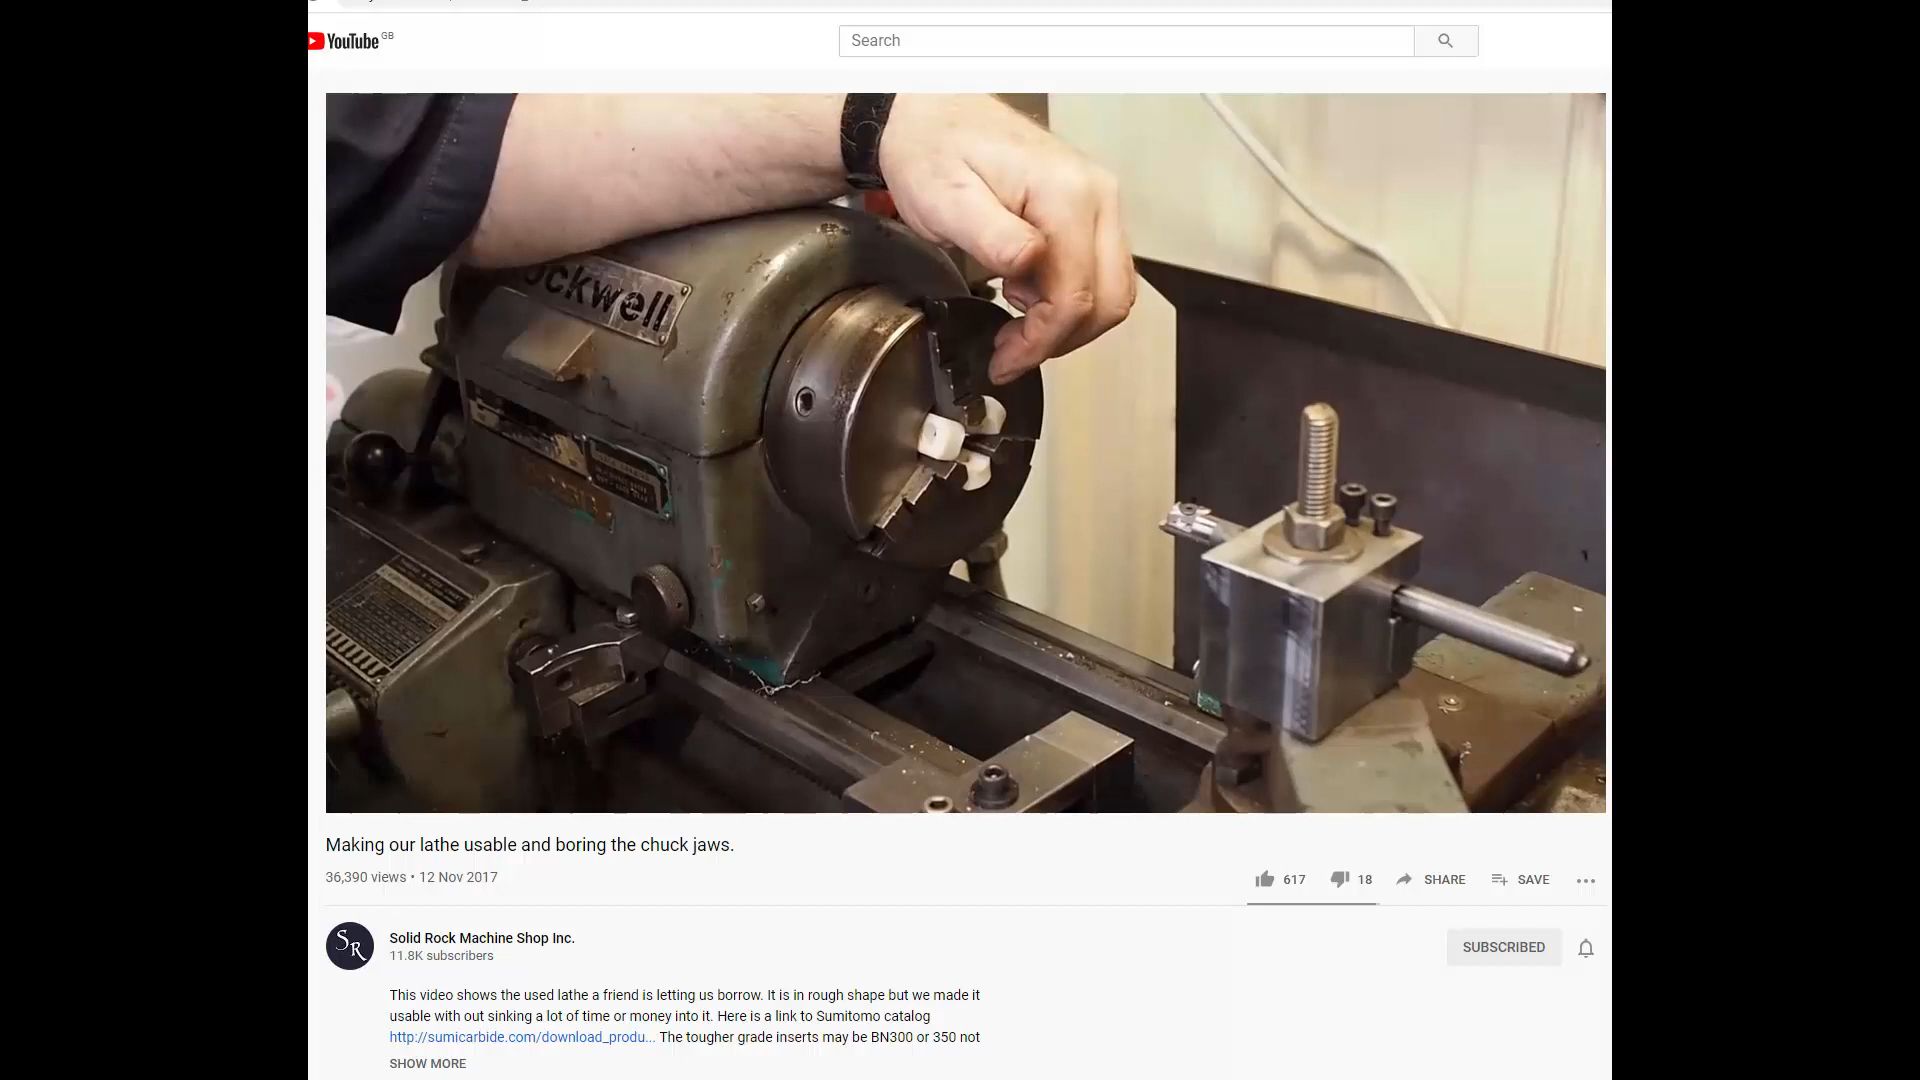 YouTube GB
Search
ockwell
Making our lathe usable and boring the chuck jaws.
36,390 views • 12 Nov 2017
617
18
SHARE
SAVE
SR
Solid Rock Machine Shop Inc.
11.8K subscribers
SUBSCRIBED
This video shows the used lathe a friend is letting us borrow. It is in rough shape but we made it
usable with out sinking a lot of time or money into it. Here is a link to Sumitomo catalog
http://sumicarbide.com/download_produ... The tougher grade inserts may be BN300 or 350 not
SHOW MORE